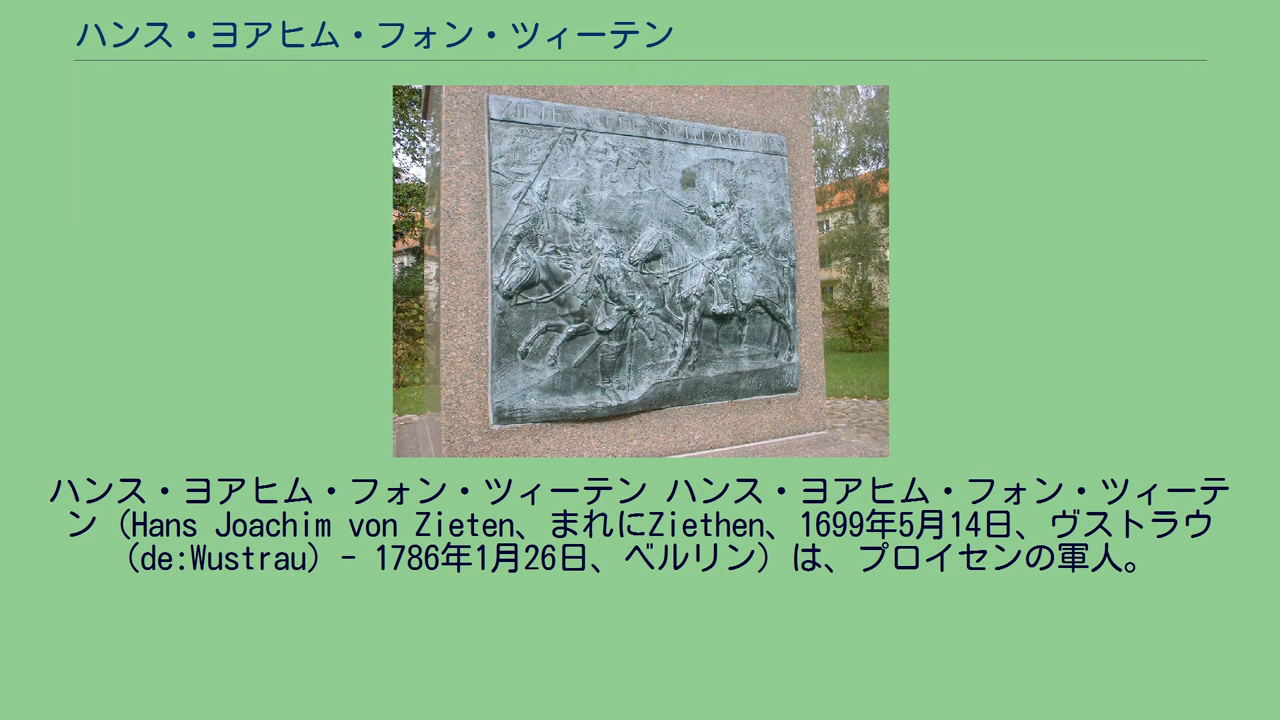 ハンス・ヨアヒム・フォン・ツィーテン
ハンス・ヨアヒム・フォン・ツィーテン ハンス・ヨアヒム・フォン・ツィーテ
ン（Hans Joachim von Zieten、まれにZiethen、1699年5月14日、ヴストラウ
（de:Wustrau）- 1786年1月26日、ベルリン）は、プロイセンの軍人。